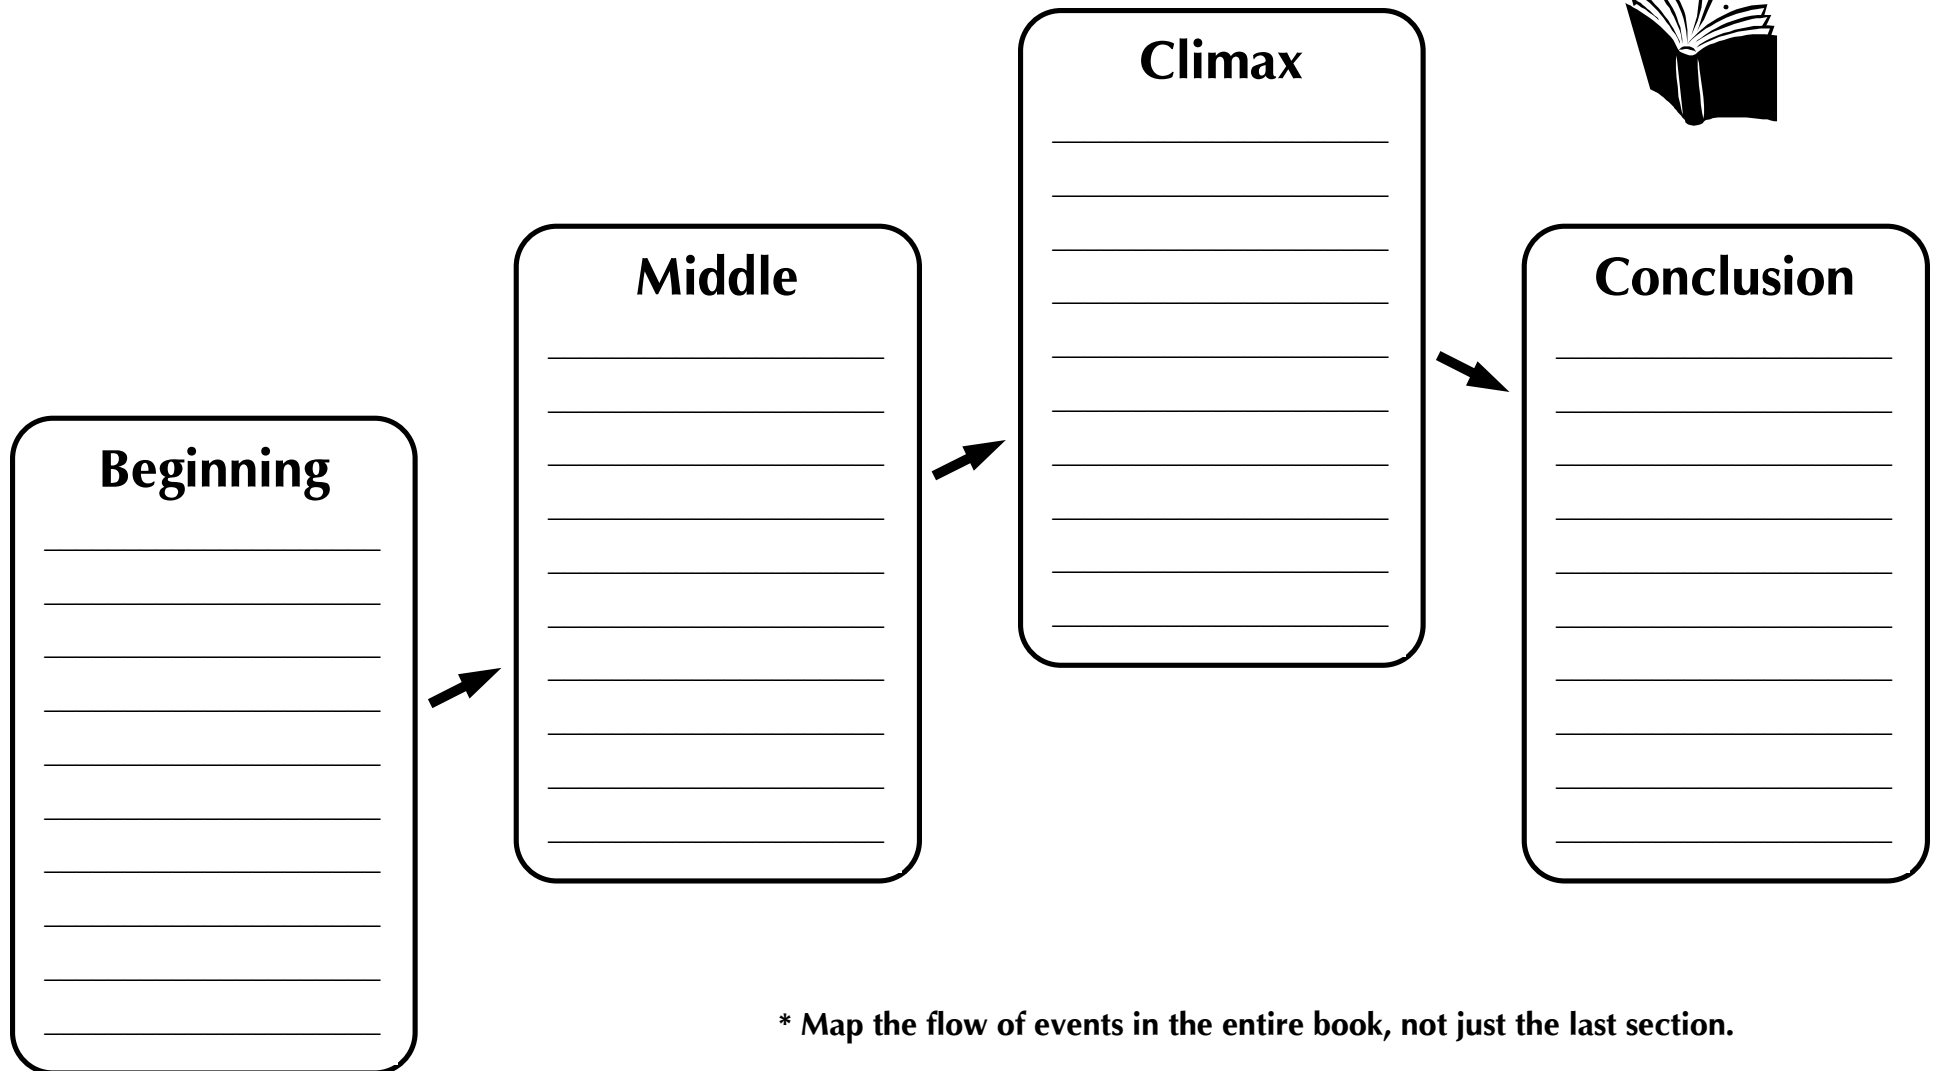 Beginning
Middle
Climax
Conclusion
* Map the flow of events in the entire book, not just the last section.